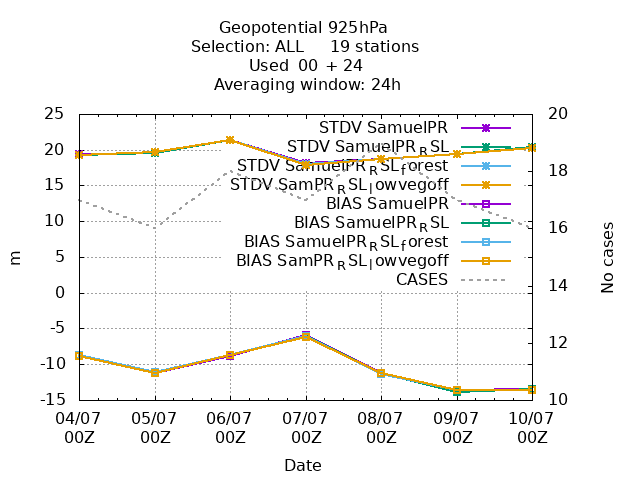 Geopotential 925hPa
Selection: ALL 19 stations
Used 00 + 24
Averaging window: 24h
25
20
15
10
5
0
-5
-10
-15
m
20
18
16
14
12
10
No cases
STDV SamuelPR
STDV SamuelPR_RSL
STDV SamuelPR_RSL_forest
STDV SamPR_RSL_lowvegoff
BIAS SamuelPR
BIAS SamuelPR_RSL
BIAS SamuelPR_RSL_forest
BIAS SamPR_RSL_lowvegoff
CASES
04/07 05/07 06/07 07/07 08/07 09/07 10/07
00Z 00Z 00Z 00Z 00Z 00Z 00Z
Date